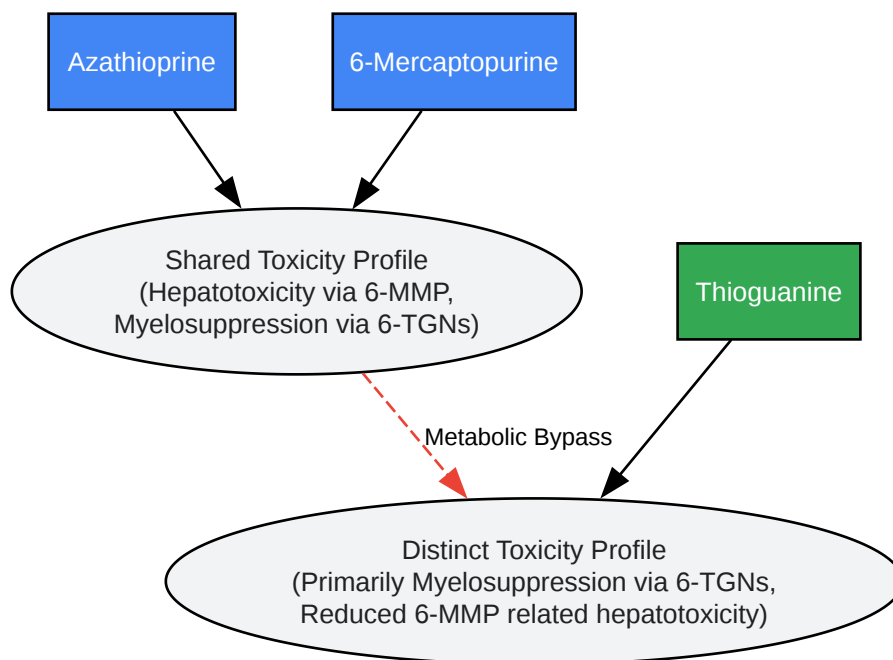 Azathioprine
6-Mercaptopurine
Shared Toxicity Profile
(Hepatotoxicity via 6-MMP,
Myelosuppression via 6-TGNs)
Thioguanine
Metabolic Bypass
Distinct Toxicity Profile
(Primarily Myelosuppression via 6-TGNs,
Reduced 6-MMP related hepatotoxicity)